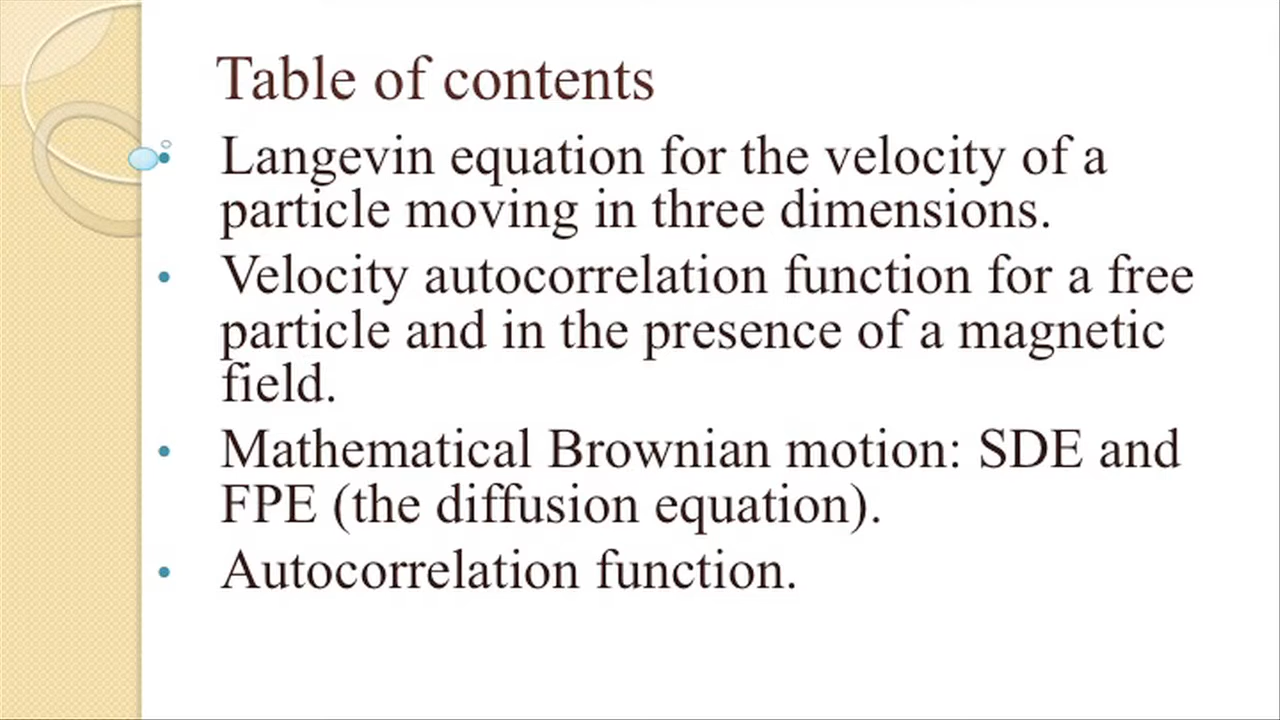 Table of contents
• Langevin equation for the velocity of a
particle moving in three dimensions.
• Velocity autocorrelation function for a free
particle and in the presence of a magnetic
field.
• Mathematical Brownian motion: SDE and
FPE (the diffusion equation).
• Autocorrelation function.